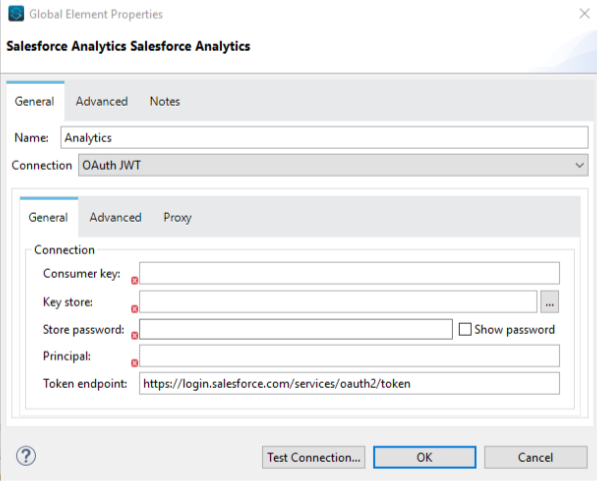 Global Element Properties
Salesforce Analytics Salesforce Analytics
General Advanced Notes
Name: Analytics
Connection OAuth JWT
General Advanced Proxy
Connection
Consumer key:
Key store: ...
Store password: Show password
Principal:
Token endpoint: https://login.salesforce.com/services/oauth2/token
? Test Connection... OK Cancel